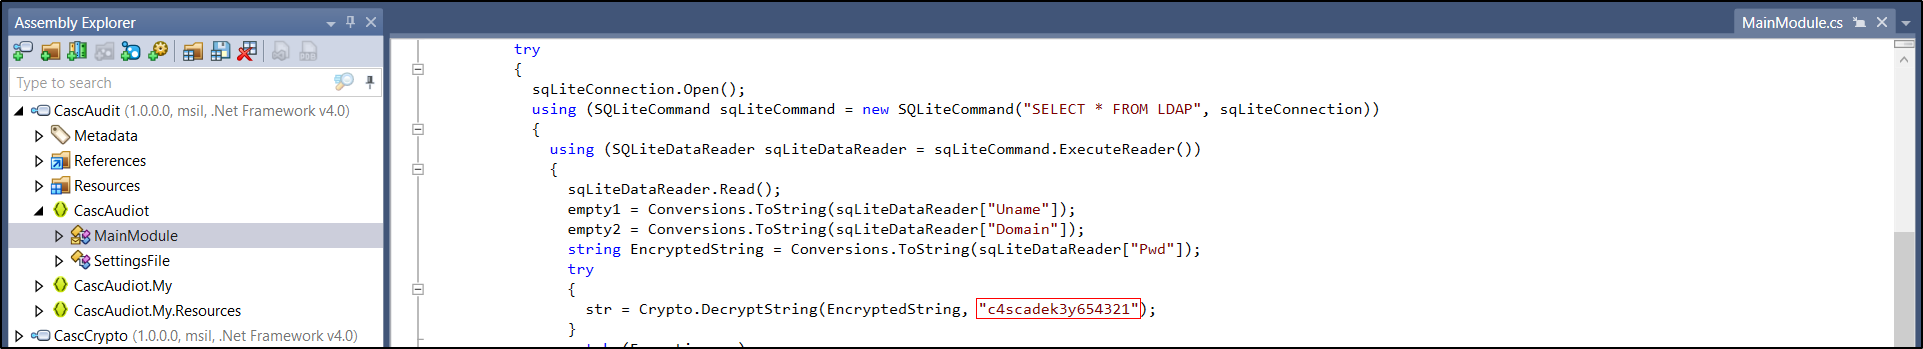 Assembly Explorer
Type to search
CascAudit (1.0.0.0, msil, .Net Framework v4.0)
Metadata
References
Resources
CascAudiot
MainModule
SettingsFile
CascAudiot.My
CascAudiot.My.Resources
CascCrypto (1.0.0.0, msil, .Net Framework v4.0)
MainModule.cs
try
{
sqLiteConnection.Open();
using (SQLiteCommand sqLiteCommand = new SQLiteCommand("SELECT * FROM LDAP", sqLiteConnection))
{
using (SQLiteDataReader sqLiteDataReader = sqLiteCommand.ExecuteReader())
{
sqLiteDataReader.Read();
empty1 = Conversions.ToString(sqLiteDataReader["Uname"]);
empty2 = Conversions.ToString(sqLiteDataReader["Domain"]);
string EncryptedString = Conversions.ToString(sqLiteDataReader["Pwd"]);
try
{
str = Crypto.DecryptString(EncryptedString, "c4scadek3y654321");
}